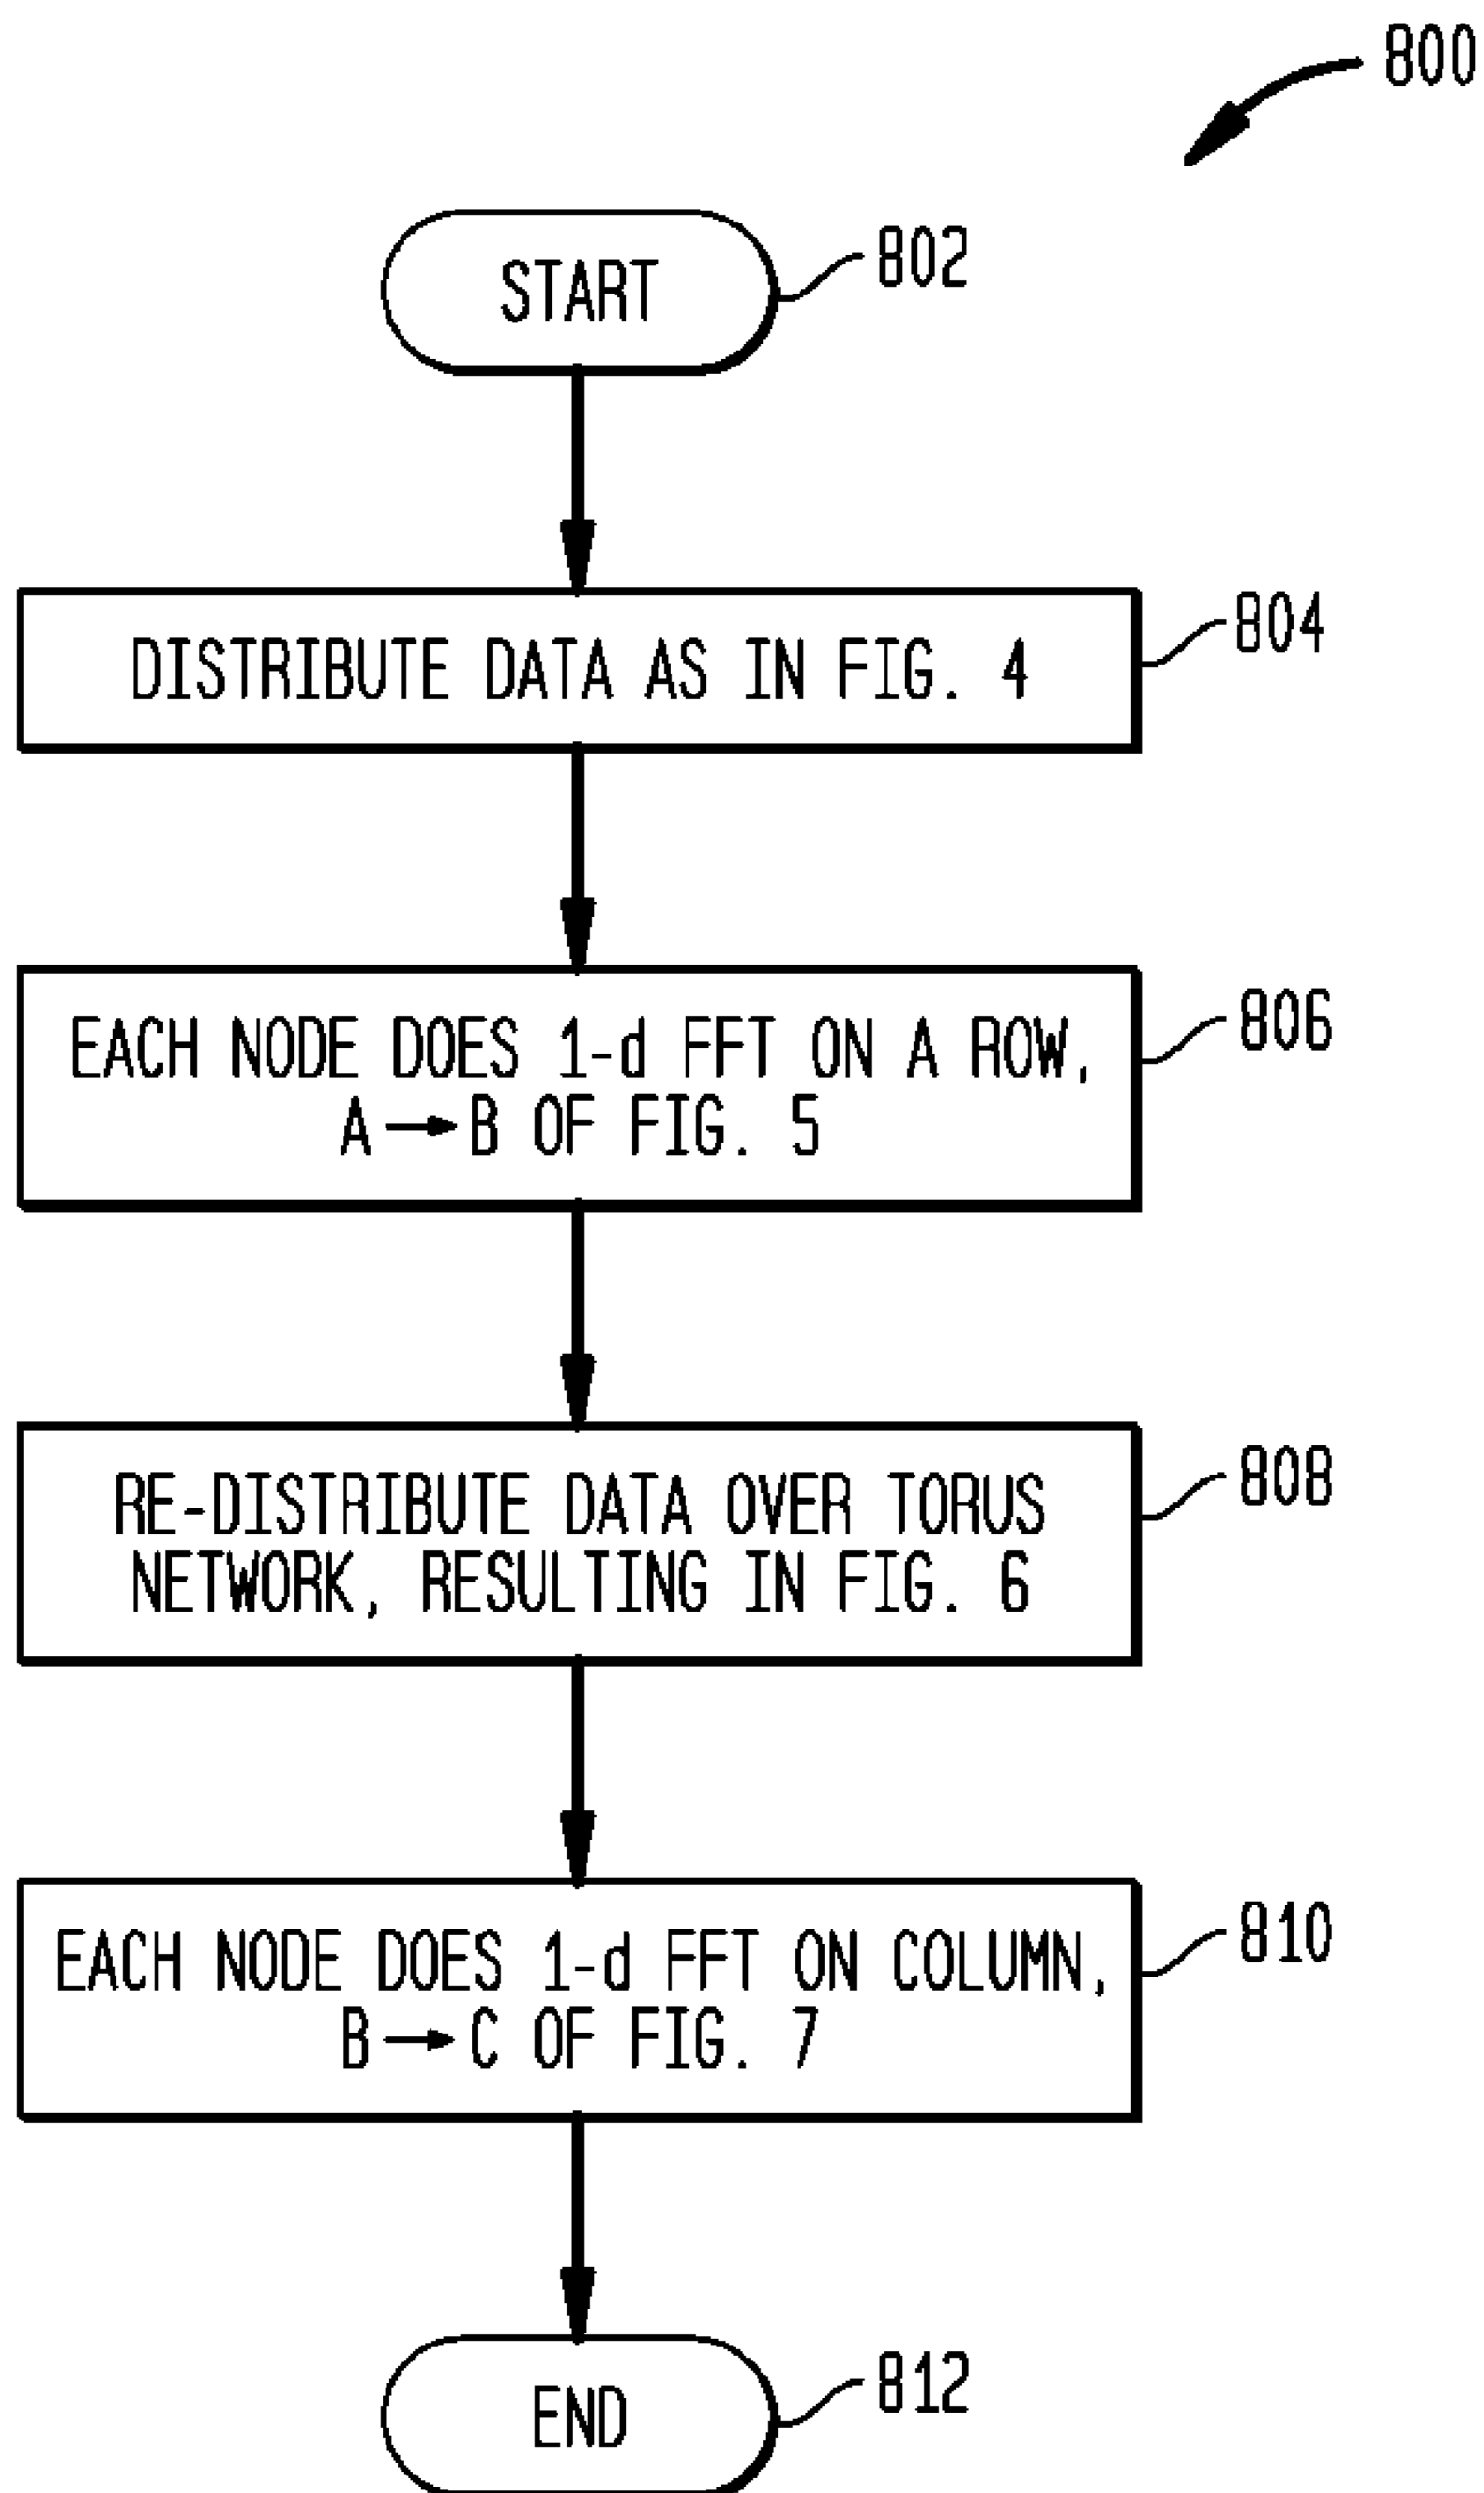 800
START
802
DISTRIBUTE DATA AS IN FIG. 4
804
EACH NODE DOES 1-d FFT ON A ROW,
A→B OF FIG. 5
806
RE-DISTRIBUTE DATA OVER TORUS
NETWORK, RESULTING IN FIG. 6
808
EACH NODE DOES 1-d FFT ON COLUMN,
B→C OF FIG. 7
810
END
812